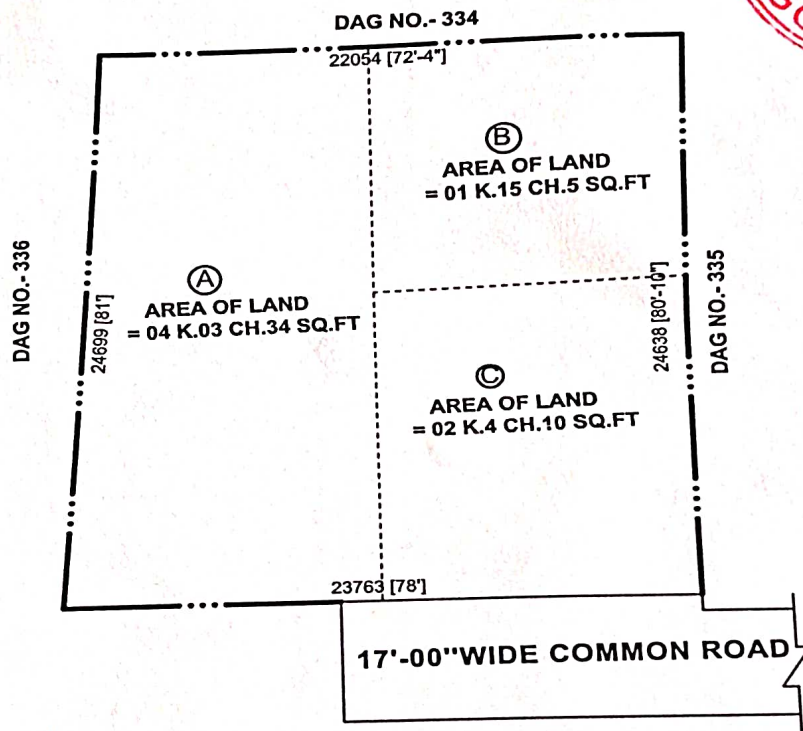 DAG NO.- 334
22054 [72'-4"]
Ⓑ
AREA OF LAND
= 01 K.15 CH.5 SQ.FT
DAG NO.- 336
24699 [81']
Ⓐ
AREA OF LAND
= 04 K.03 CH.34 SQ.FT
24638 [80'-10"]
DAG NO.- 335
Ⓒ
AREA OF LAND
= 02 K.4 CH.10 SQ.FT
23763 [78']
17'-00"WIDE COMMON ROAD